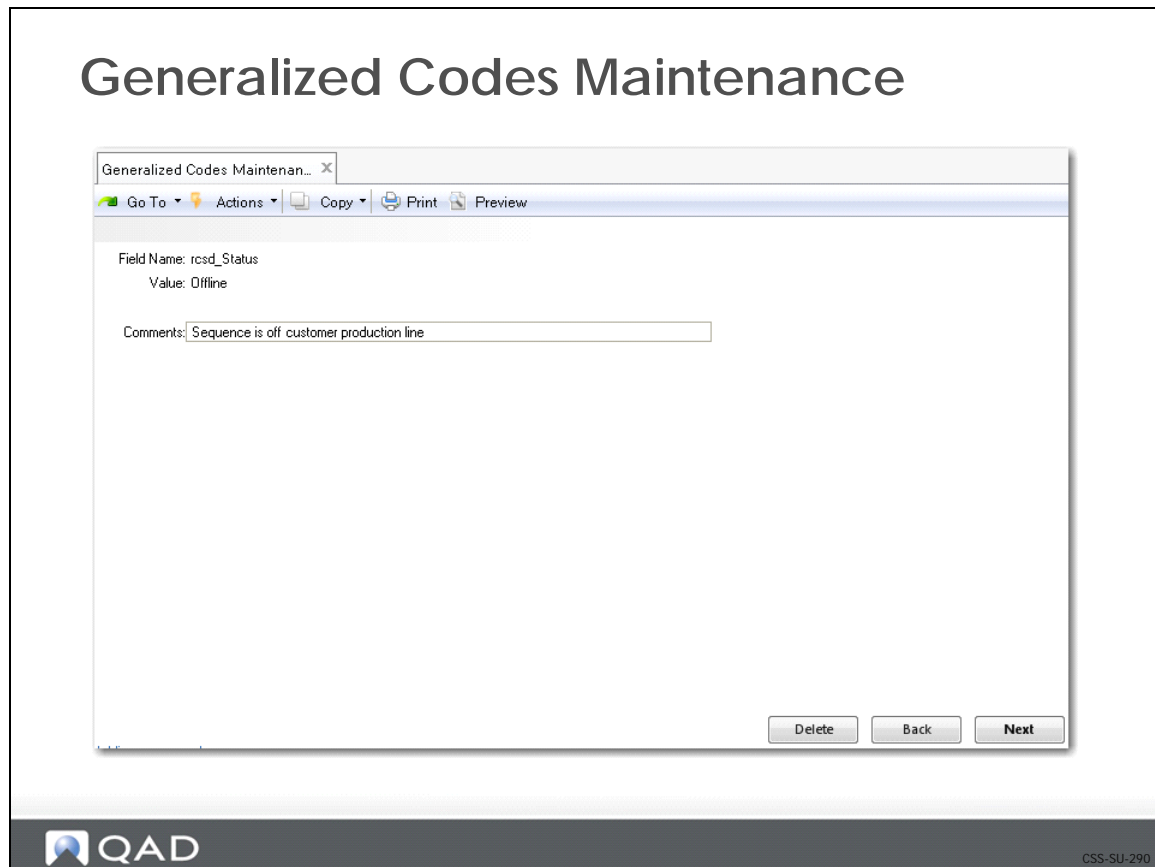 Generalized Codes Maintenance
Generalized Codes Maintenan...
Go To Actions Copy Print Preview
Field Name: rcsd_Status
Value: Offline
Comments: Sequence is off customer production line
Delete Back Next
QAD
CSS-SU-290